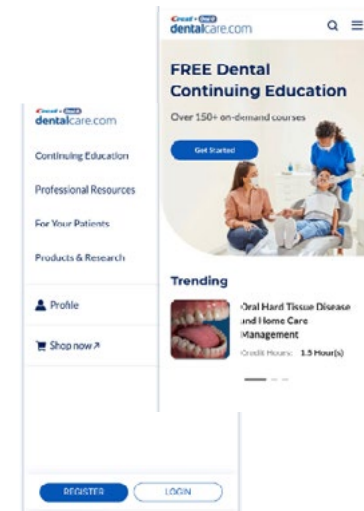 Crest + Oral-B
dentalcare.com
Continuing Education
Professional Resources
For Your Patients
Products & Research
Profile
Shop now
REGISTER
LOGIN
Crest + Oral-B
dentalcare.com
FREE Dental
Continuing Education
Over 150+ on-demand courses
Get Started
Trending
Oral Hard Tissue Disease
and Home Care
Management
Credit Hours: 1.5 Hour(s)